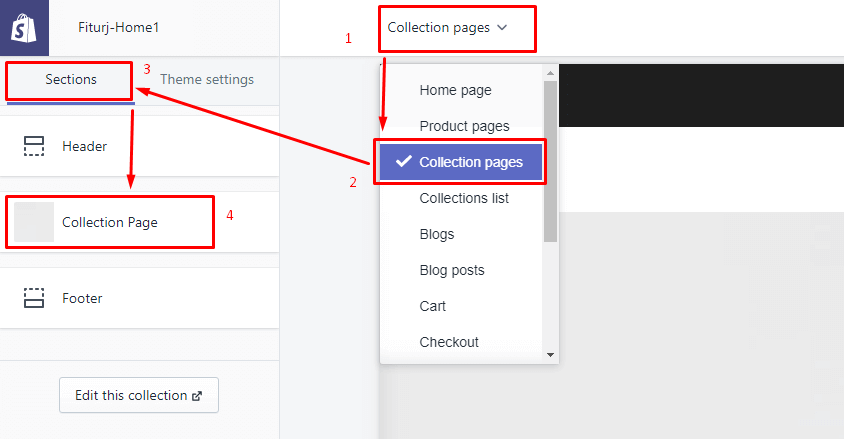 Fiturj-Home1
1
Collection pages
Sections
3
Theme settings
Header
Collection Page
4
Footer
Edit this collection
Home page
Product pages
Collection pages
2
Collections list
Blogs
Blog posts
Cart
Checkout